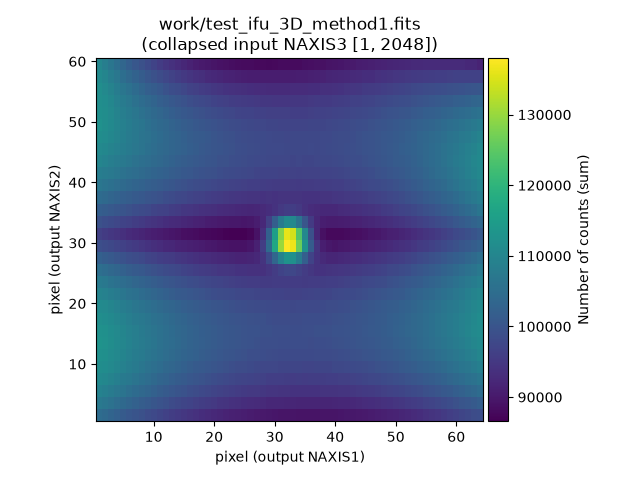 work/test_ifu_3D_method1.fits
(collapsed input NAXIS3 [1, 2048])
60
50
40
30
20
10
pixel (output NAXIS2)
10 20 30 40 50 60
pixel (output NAXIS1)
130000
120000
110000
100000
90000
Number of counts (sum)